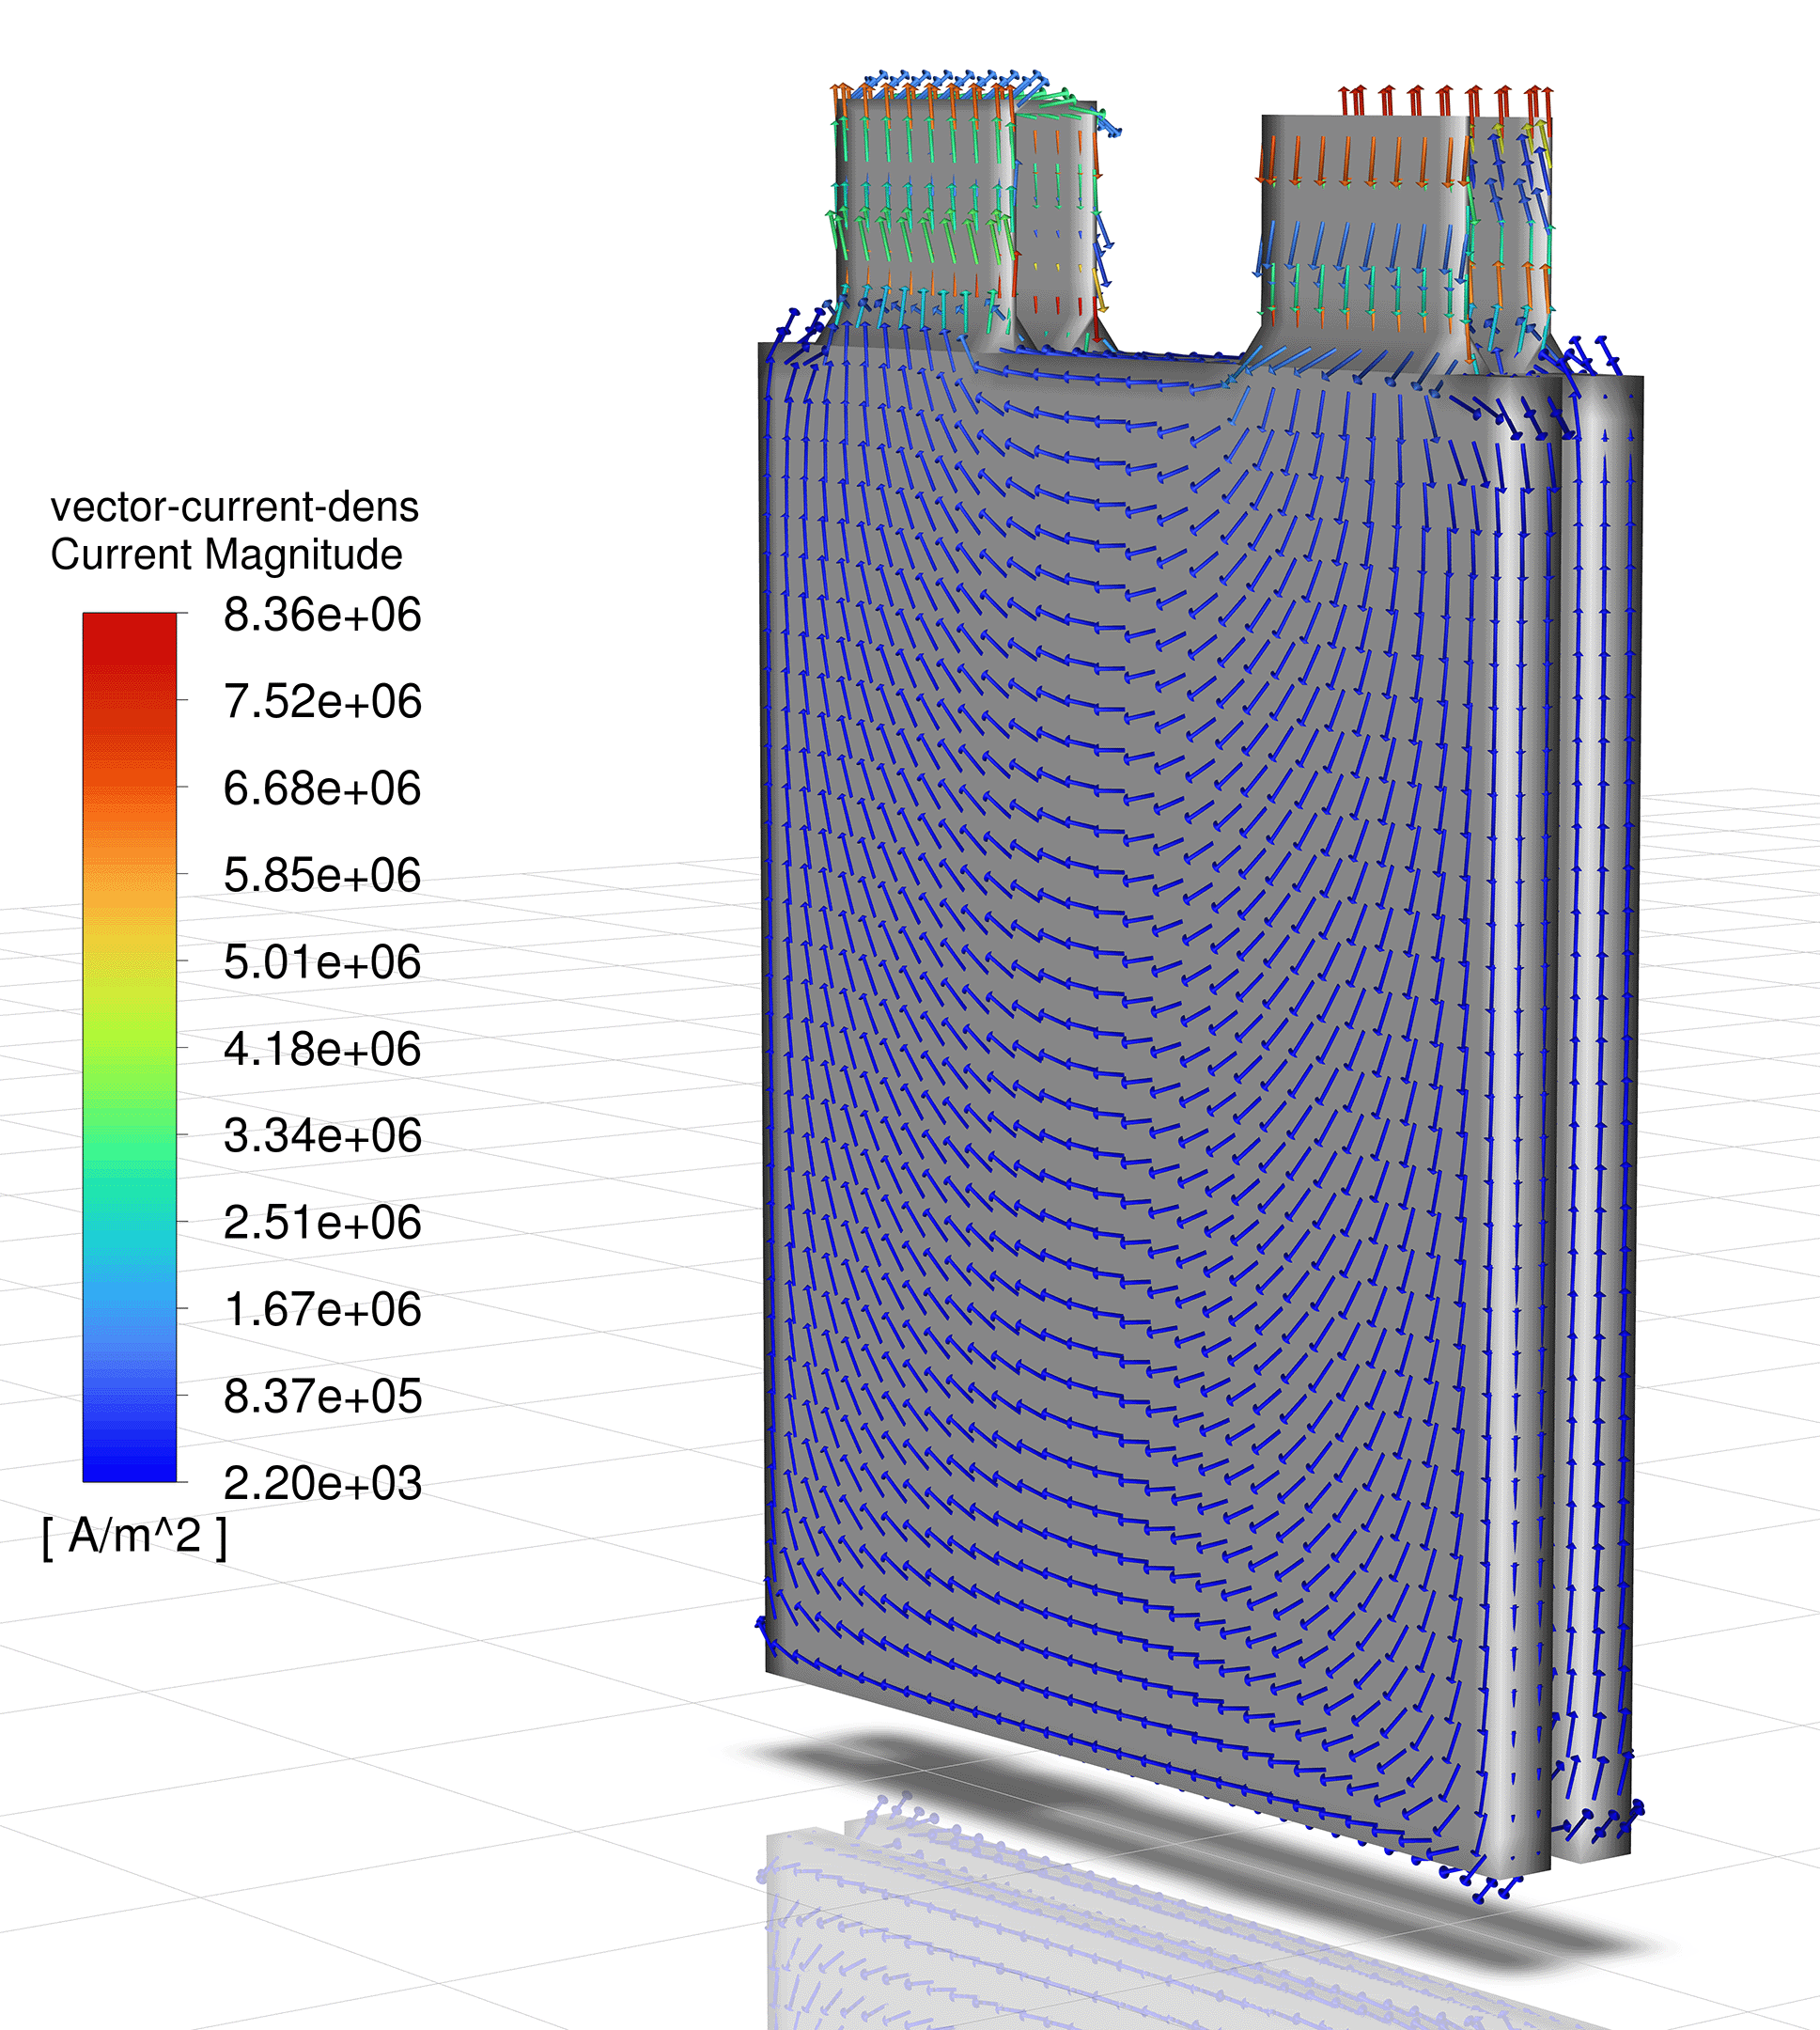 vector-current-dens
Current Magnitude
8.36e+06
7.52e+06
6.68e+06
5.85e+06
5.01e+06
4.18e+06
3.34e+06
2.51e+06
1.67e+06
8.37e+05
2.20e+03
[ A/m^2 ]